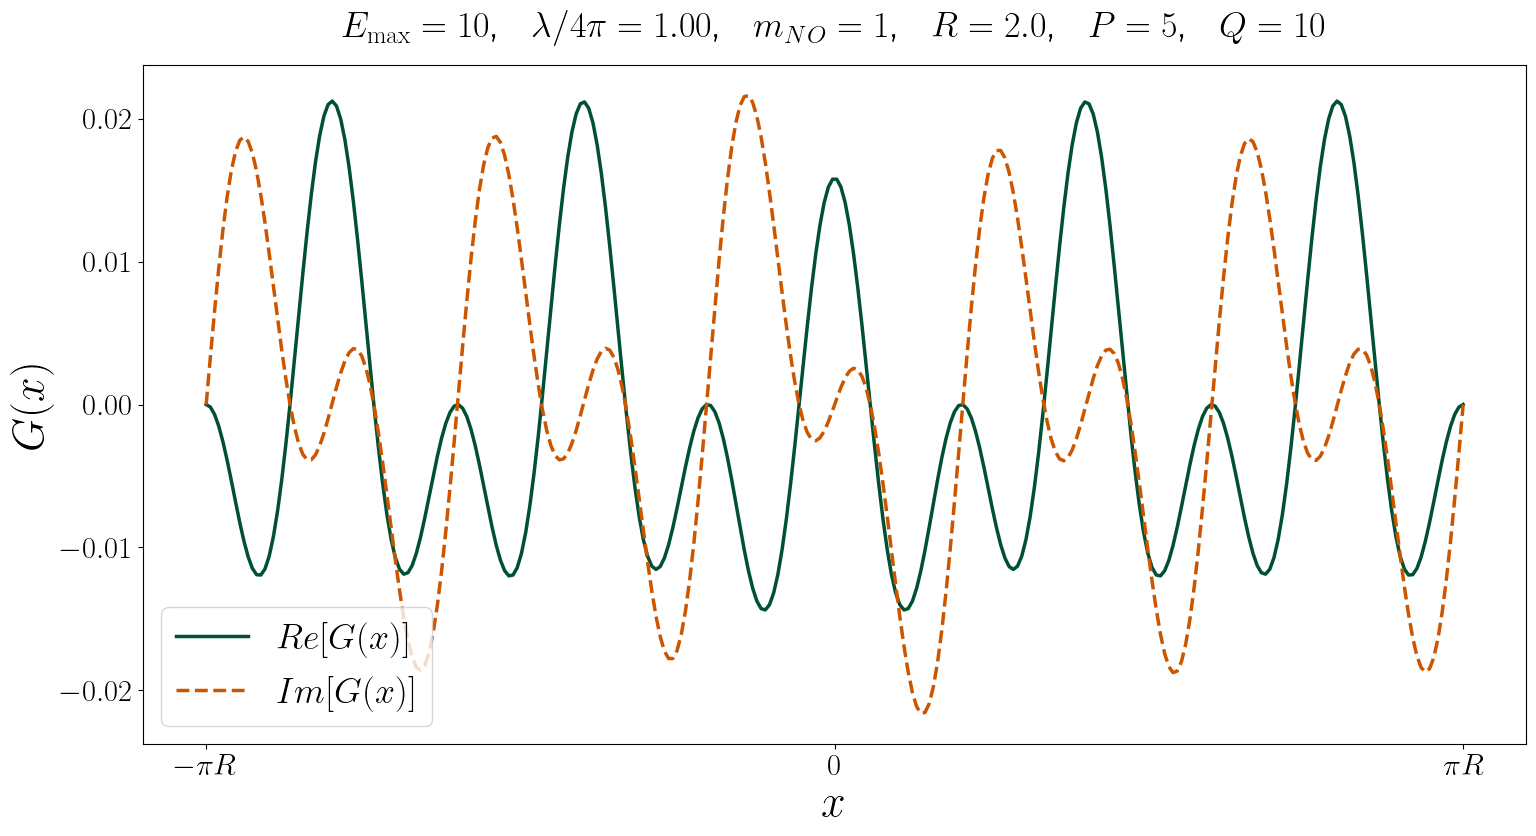 E_max = 10, λ/4π = 1.00, m_NO = 1, R = 2.0, P = 5, Q = 10
G(x)
0.02
0.01
0.00
−0.01
−0.02
Re[G(x)]
Im[G(x)]
−πR 0 πR
x